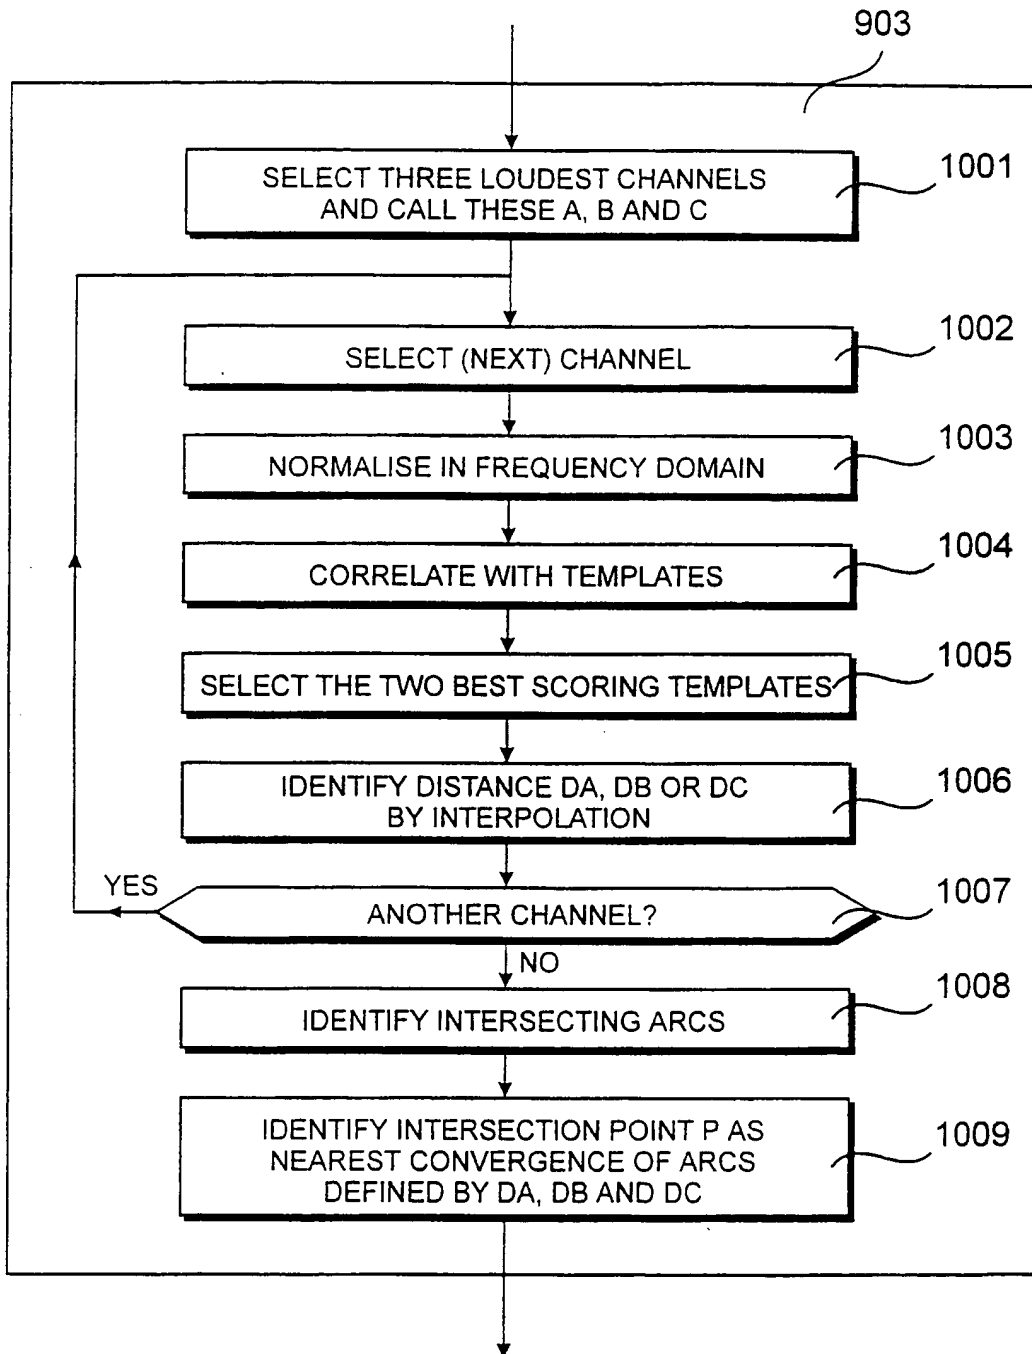 903
SELECT THREE LOUDEST CHANNELS
AND CALL THESE A, B AND C
1001
SELECT (NEXT) CHANNEL
1002
NORMALISE IN FREQUENCY DOMAIN
1003
CORRELATE WITH TEMPLATES
1004
SELECT THE TWO BEST SCORING TEMPLATES
1005
IDENTIFY DISTANCE DA, DB OR DC
BY INTERPOLATION
1006
YES
ANOTHER CHANNEL?
1007
NO
IDENTIFY INTERSECTING ARCS
1008
IDENTIFY INTERSECTION POINT P AS
NEAREST CONVERGENCE OF ARCS
DEFINED BY DA, DB AND DC
1009